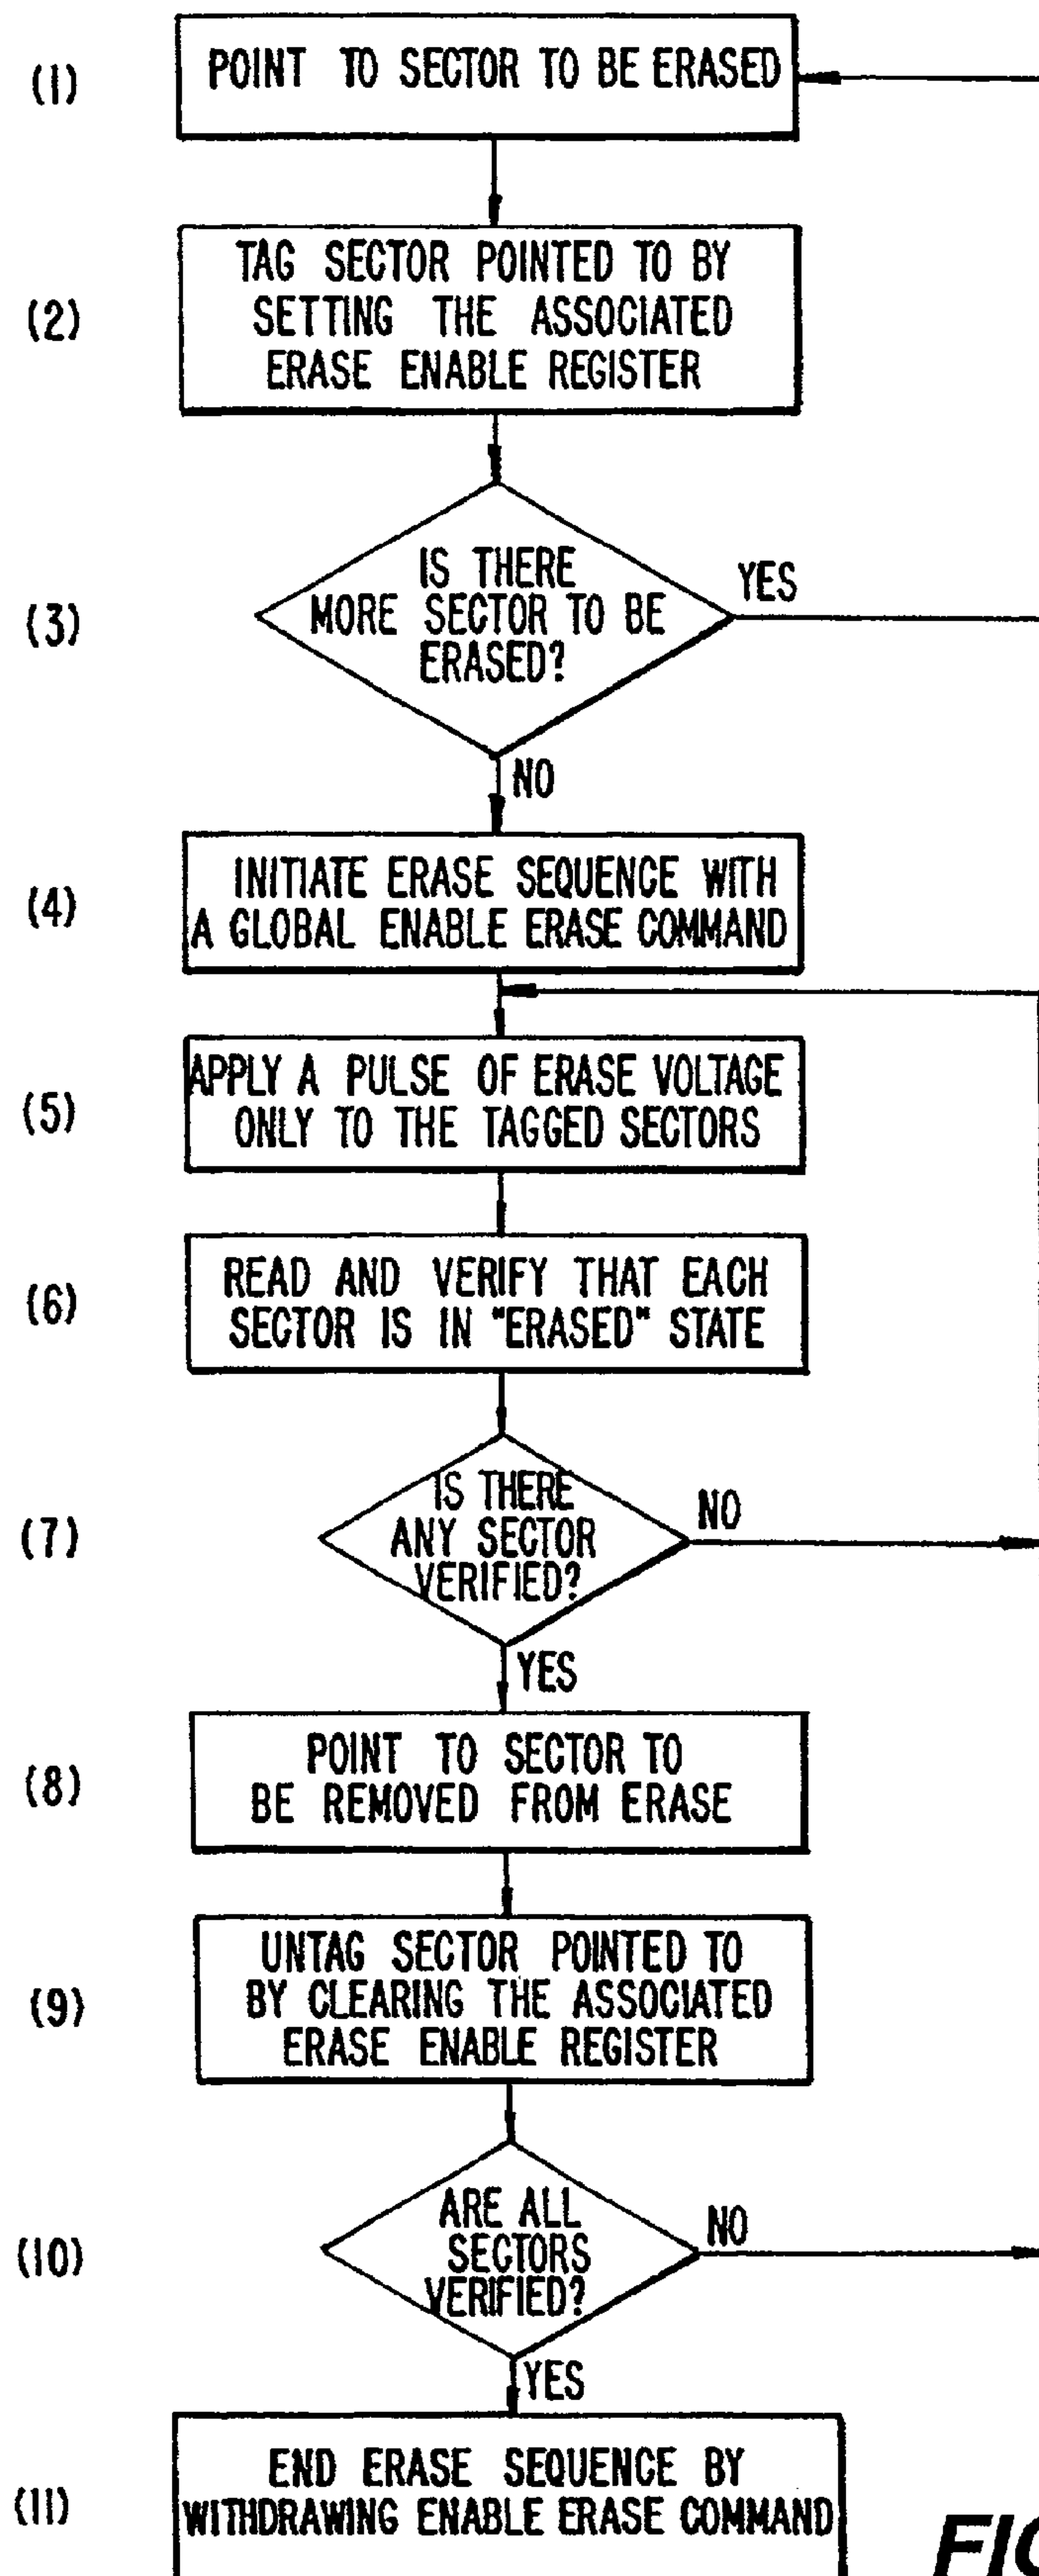 (1)
POINT TO SECTOR TO BE ERASED
(2)
TAG SECTOR POINTED TO BY
SETTING THE ASSOCIATED
ERASE ENABLE REGISTER
(3)
IS THERE
MORE SECTOR TO BE
ERASED?
YES
NO
(4)
INITIATE ERASE SEQUENCE WITH
A GLOBAL ENABLE ERASE COMMAND
(5)
APPLY A PULSE OF ERASE VOLTAGE
ONLY TO THE TAGGED SECTORS
(6)
READ AND VERIFY THAT EACH
SECTOR IS IN "ERASED" STATE
(7)
IS THERE
ANY SECTOR
VERIFIED?
NO
YES
(8)
POINT TO SECTOR TO
BE REMOVED FROM ERASE
(9)
UNTAG SECTOR POINTED TO
BY CLEARING THE ASSOCIATED
ERASE ENABLE REGISTER
(10)
ARE ALL
SECTORS
VERIFIED?
NO
YES
(11)
END ERASE SEQUENCE BY
WITHDRAWING ENABLE ERASE COMMAND